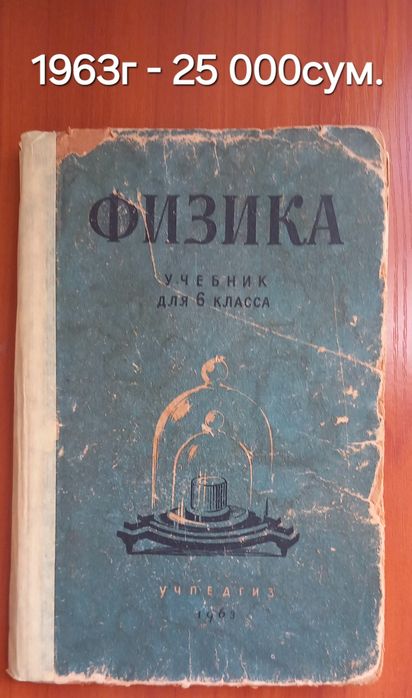 1963г - 25 000сум.
ФИЗИКА
УЧЕБНИК
ДЛЯ 6 КЛАССА
УЧПЕДГИЗ
1963